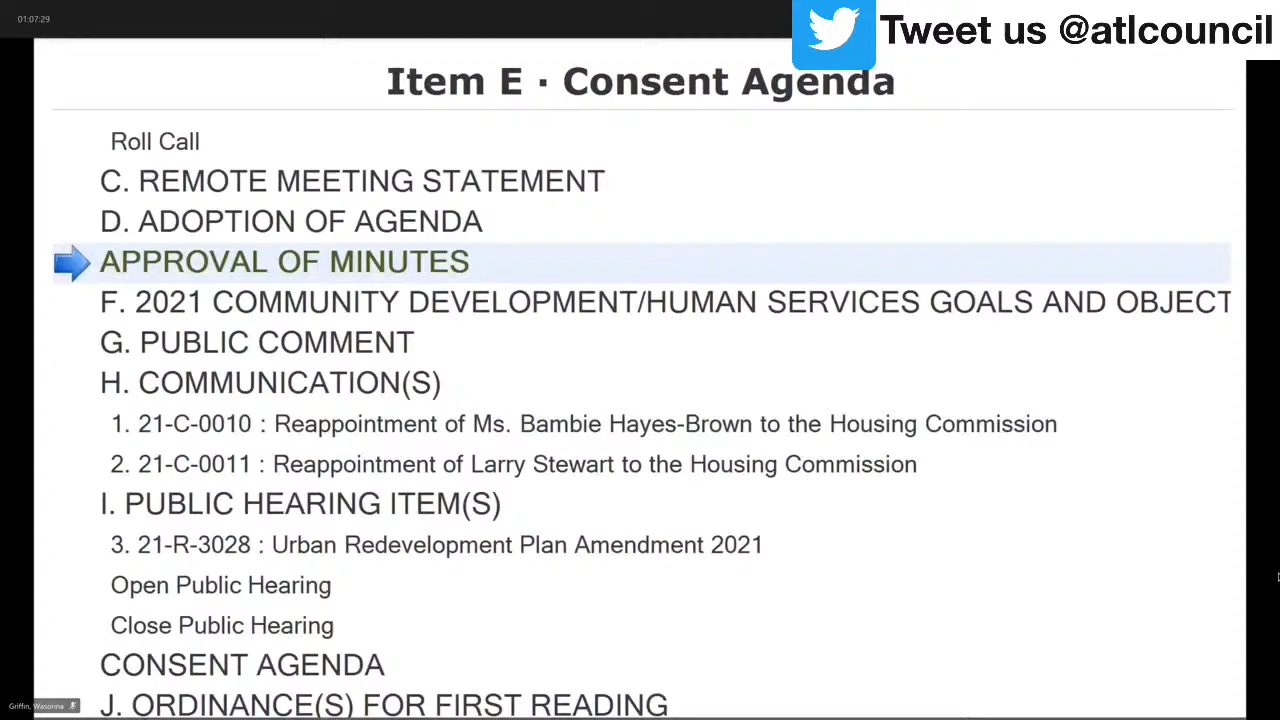 01:07:29
Tweet us @atlcouncil
Item E · Consent Agenda
Roll Call
C. REMOTE MEETING STATEMENT
D. ADOPTION OF AGENDA
APPROVAL OF MINUTES
F. 2021 COMMUNITY DEVELOPMENT/HUMAN SERVICES GOALS AND OBJECT
G. PUBLIC COMMENT
H. COMMUNICATION(S)
1. 21-C-0010 : Reappointment of Ms. Bambie Hayes-Brown to the Housing Commission
2. 21-C-0011 : Reappointment of Larry Stewart to the Housing Commission
I. PUBLIC HEARING ITEM(S)
3. 21-R-3028 : Urban Redevelopment Plan Amendment 2021
Open Public Hearing
Close Public Hearing
CONSENT AGENDA
J. ORDINANCE(S) FOR FIRST READING
Griffin, Wasonna